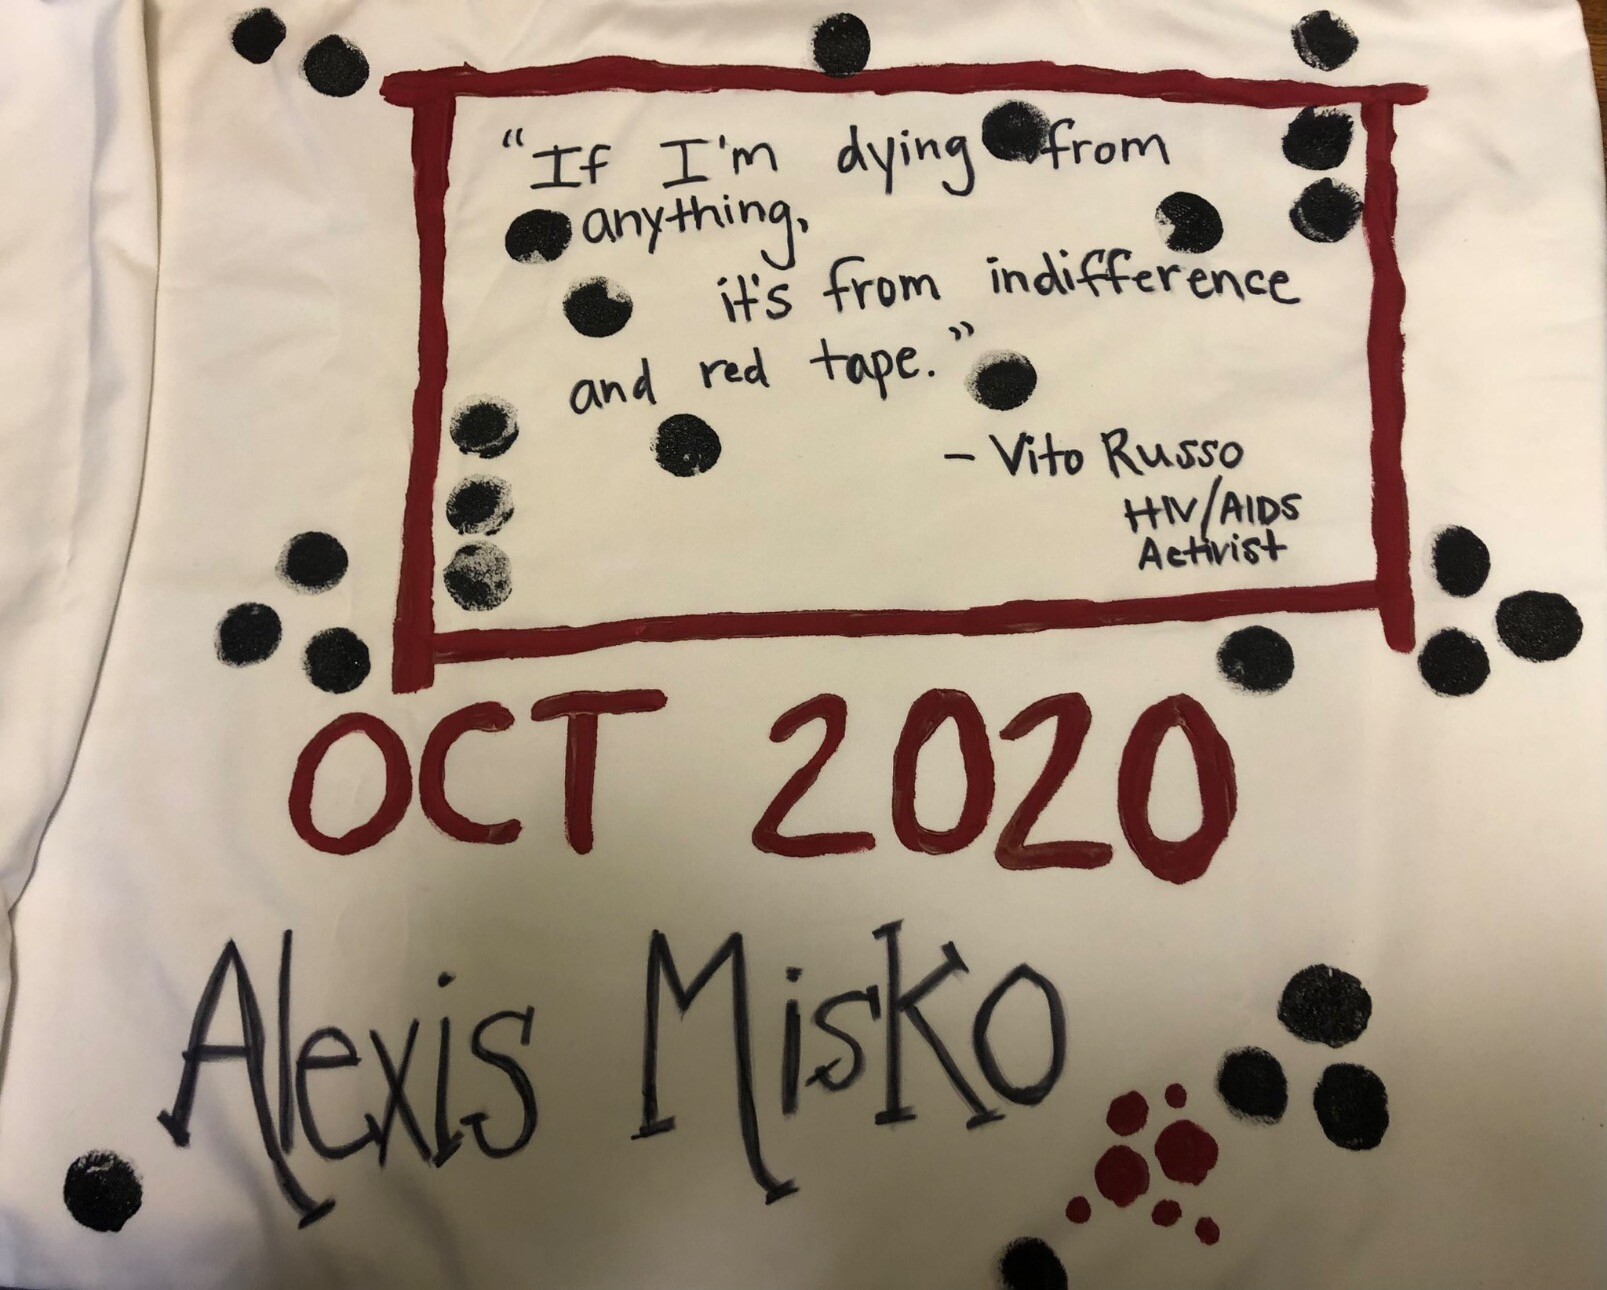 "If I'm dying from
anything,
it's from indifference
and red tape."
- Vito Russo
HIV/AIDS
Activist
OCT 2020
Alexis Misko